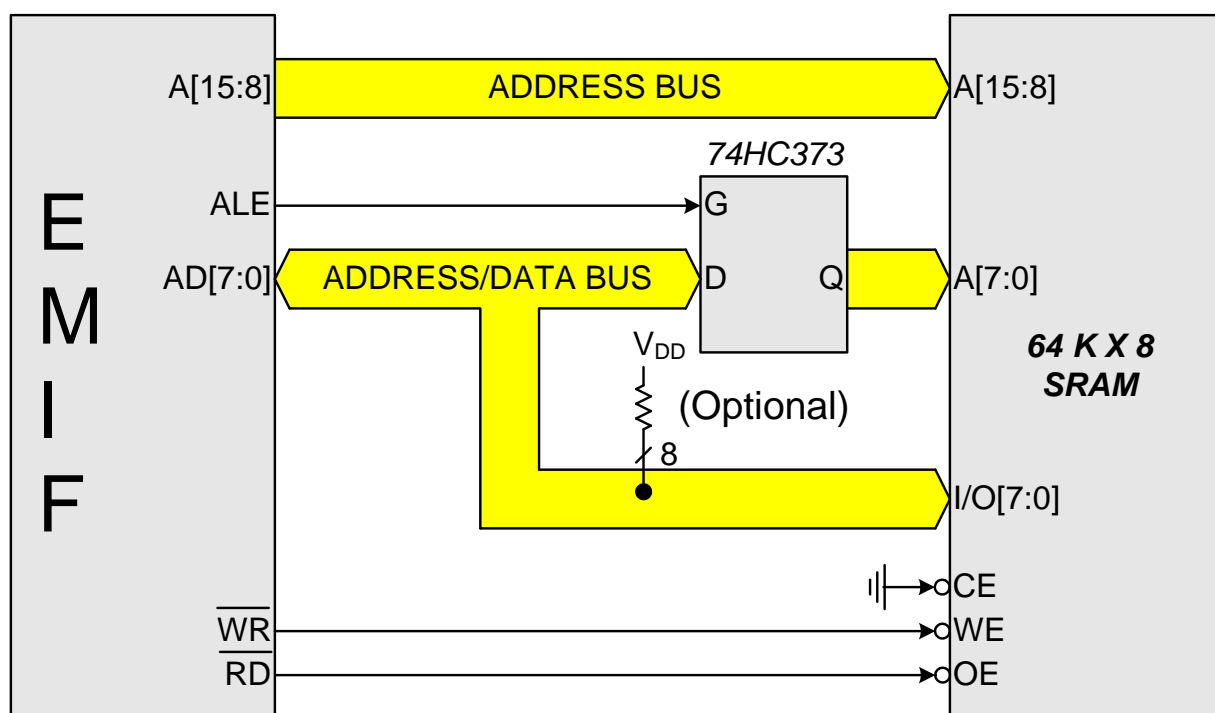 A[15:8]
ADDRESS BUS
A[15:8]
74HC373
ALE
G
E
M
I
F
AD[7:0]
ADDRESS/DATA BUS
D
Q
A[7:0]
VDD
(Optional)
8
64 K X 8
SRAM
I/O[7:0]
CE
WR
WE
RD
OE